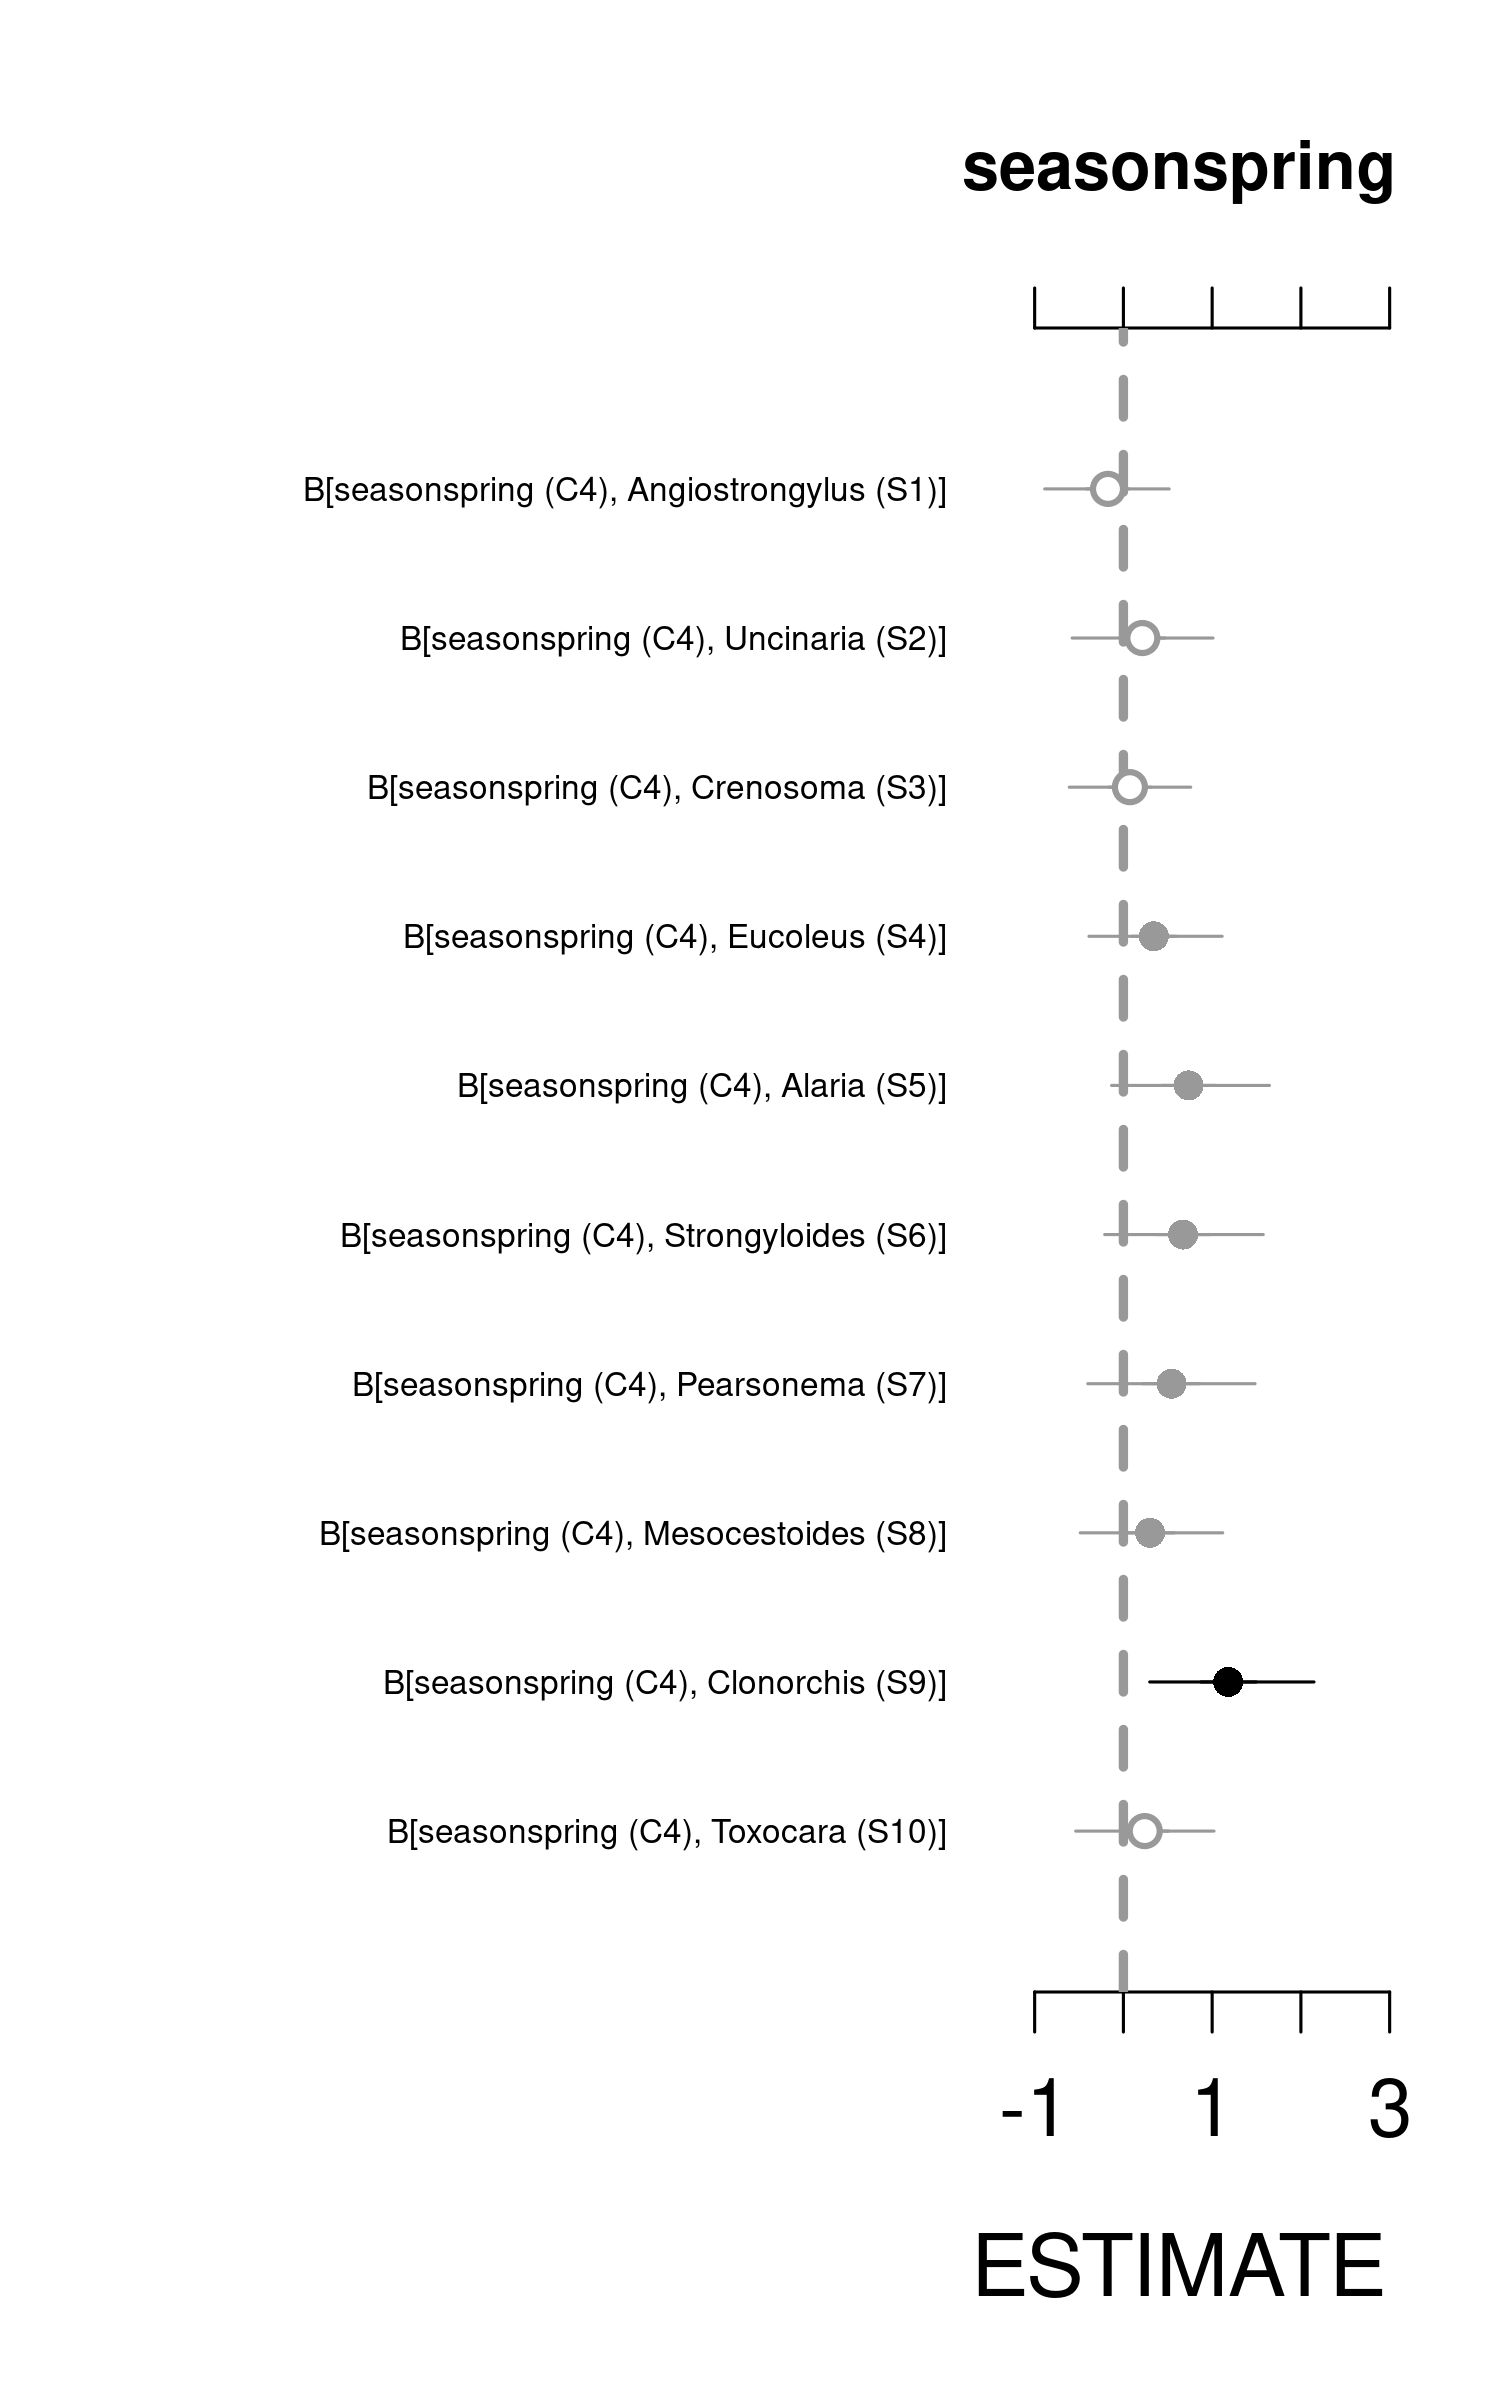 seasonspring
B[seasonspring (C4), Angiostrongylus (S1)]
B[seasonspring (C4), Uncinaria (S2)]
B[seasonspring (C4), Crenosoma (S3)]
B[seasonspring (C4), Eucoleus (S4)]
B[seasonspring (C4), Alaria (S5)]
B[seasonspring (C4), Strongyloides (S6)]
B[seasonspring (C4), Pearsonema (S7)]
B[seasonspring (C4), Mesocestoides (S8)]
B[seasonspring (C4), Clonorchis (S9)]
B[seasonspring (C4), Toxocara (S10)]
-1 1 3
ESTIMATE